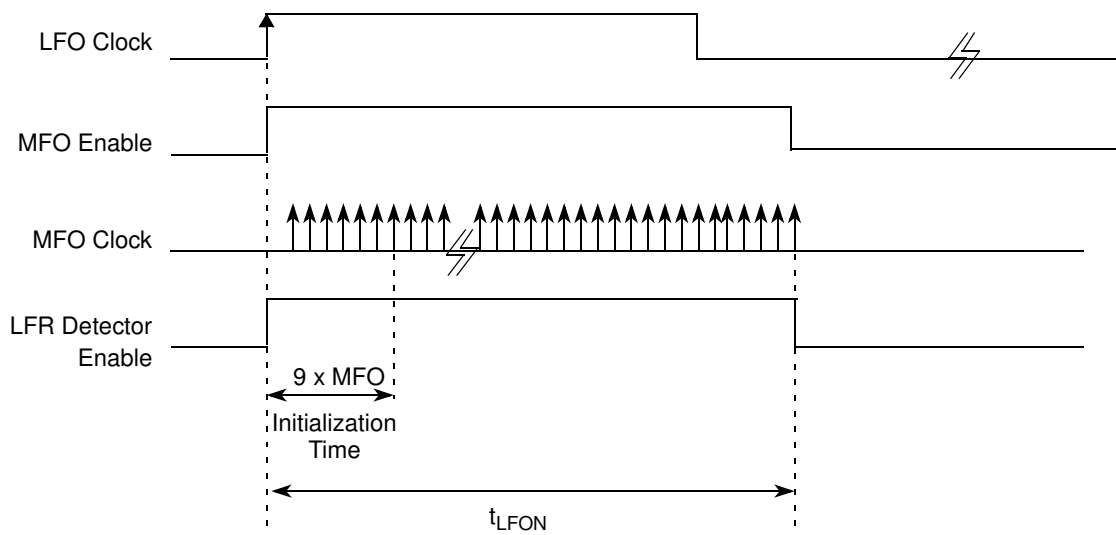 LFO Clock
MFO Enable
MFO Clock
LFR Detector
Enable
9 x MFO
Initialization
Time
tLFON